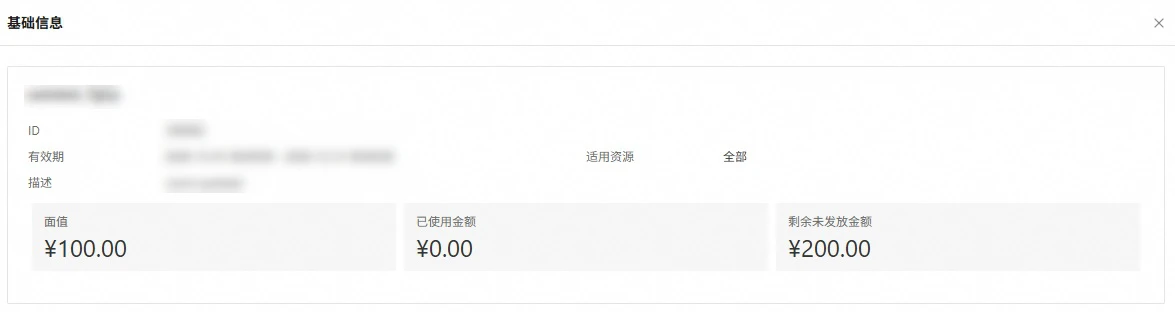 基础信息
ID
有效期
适用资源 全部
描述
面值 已使用金额 剩余未发放金额
¥100.00 ¥0.00 ¥200.00